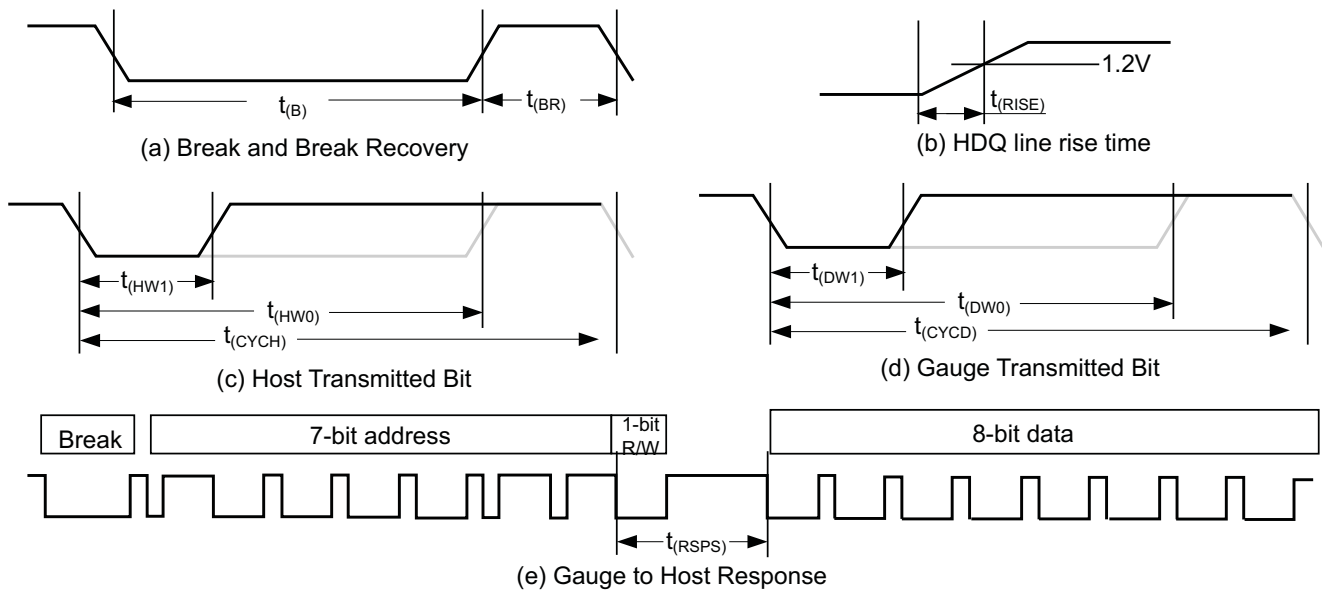 t(B)
t(BR)
(a) Break and Break Recovery
1.2V
t(RISE)
(b) HDQ line rise time
t(HW1)
t(HW0)
t(CYCH)
(c) Host Transmitted Bit
t(DW1)
t(DW0)
t(CYCD)
(d) Gauge Transmitted Bit
Break
7-bit address
1-bit
R/W
8-bit data
t(RSPS)
(e) Gauge to Host Response